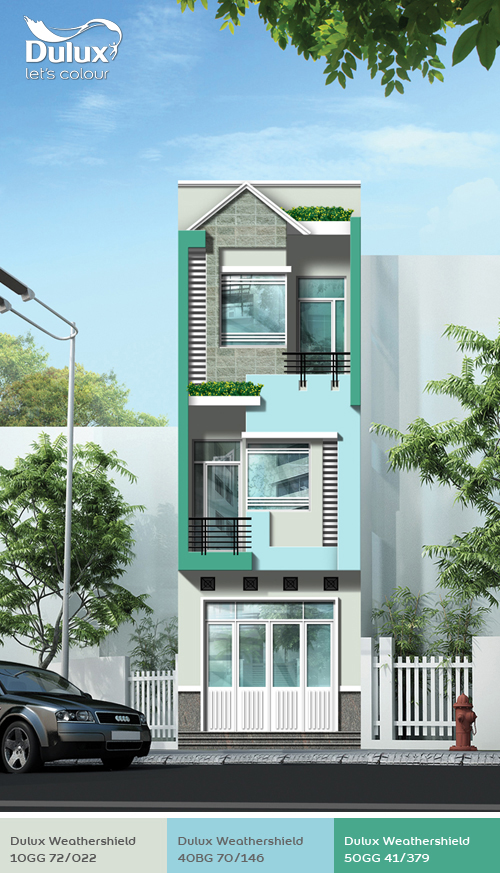 Dulux
let's colour
Dulux Weathershield
10GG 72/022
Dulux Weathershield
40BG 70/146
Dulux Weathershield
50GG 41/379